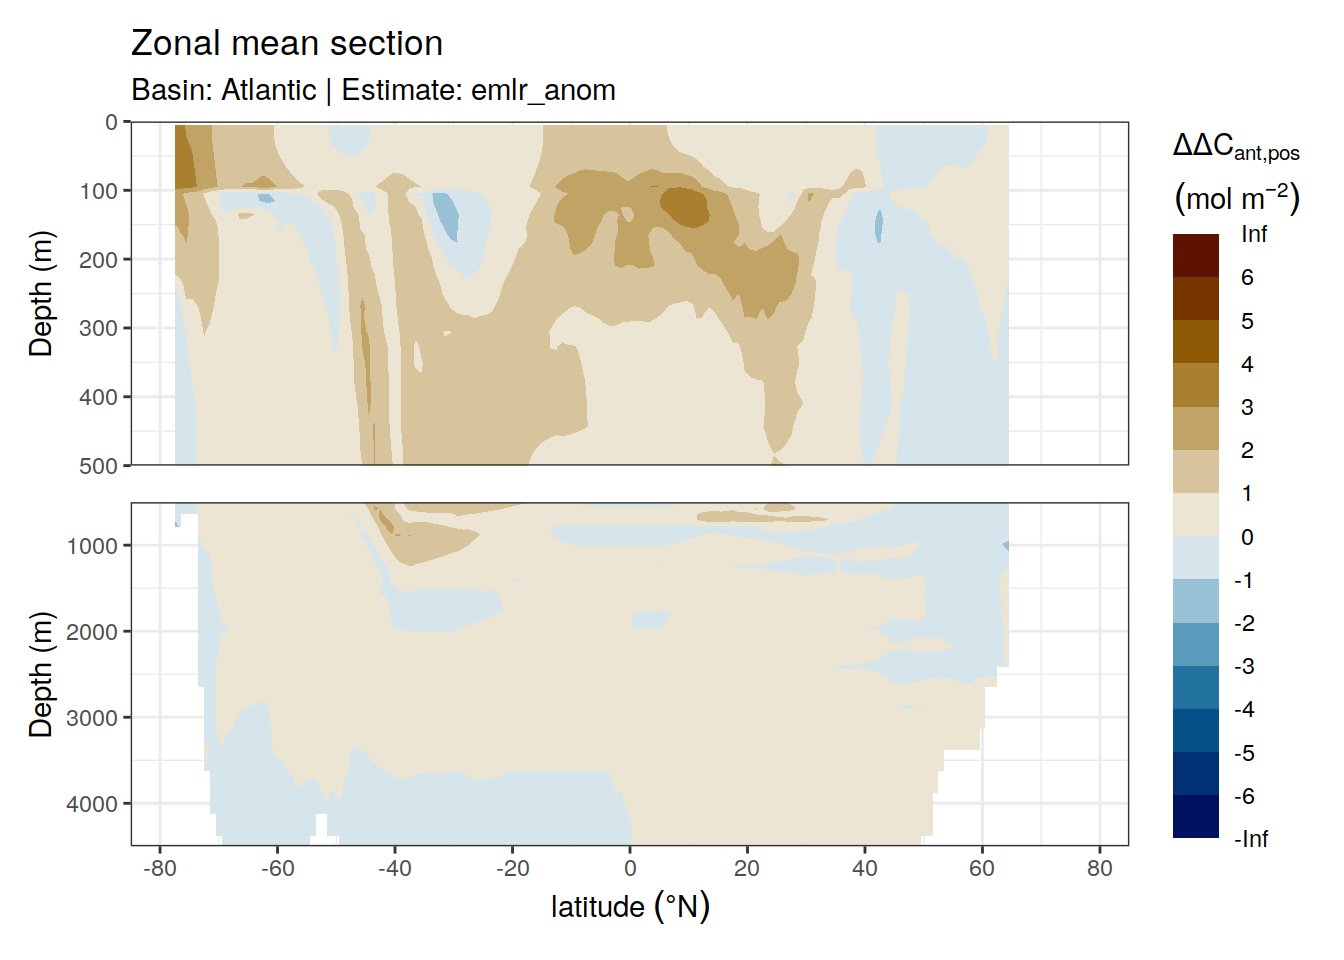 Zonal mean section
Basin: Atlantic | Estimate: emlr_anom
0
100
200
300
400
500
Depth (m)
1000
2000
3000
4000
Depth (m)
-80 -60 -40 -20 0 20 40 60 80
latitude (°N)
ΔΔC_ant,pos
(mol m⁻²)
Inf
6
5
4
3
2
1
0
-1
-2
-3
-4
-5
-6
-Inf